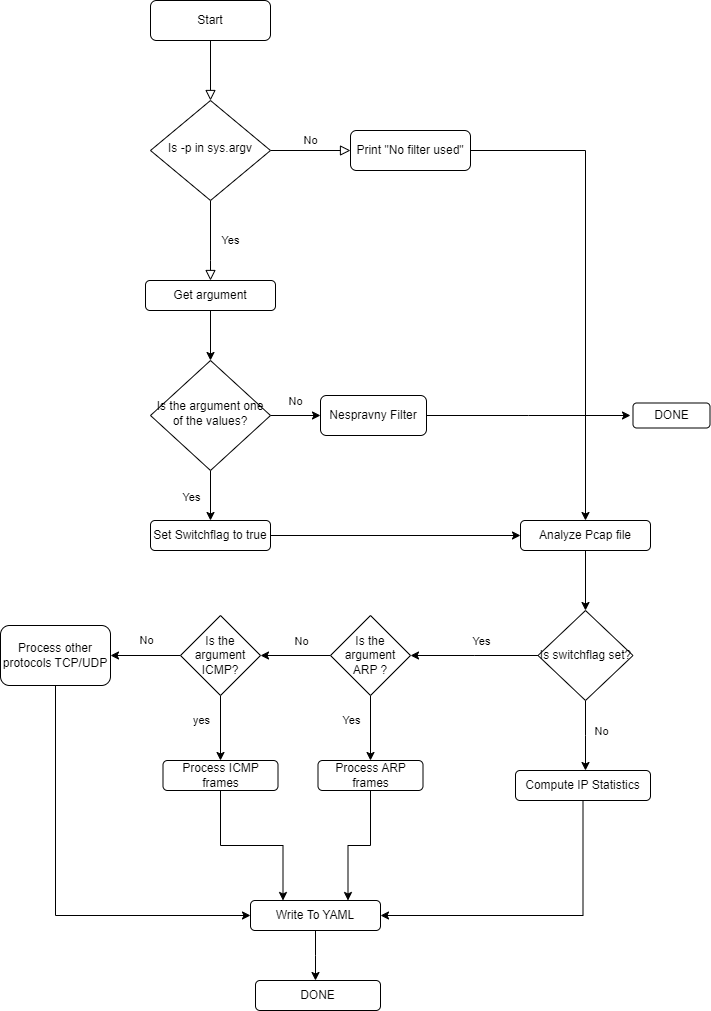 Start
Is -p in sys.argv
No
Print "No filter used"
Yes
Get argument
Is the argument one
of the values?
No
Nespravny Filter
DONE
Yes
Set Switchflag to true
Analyze Pcap file
Process other
protocols TCP/UDP
No
Is the
argument
ICMP?
No
Is the
argument
ARP ?
Yes
Is switchflag set?
yes
Yes
No
Process ICMP
frames
Process ARP
frames
Compute IP Statistics
Write To YAML
DONE